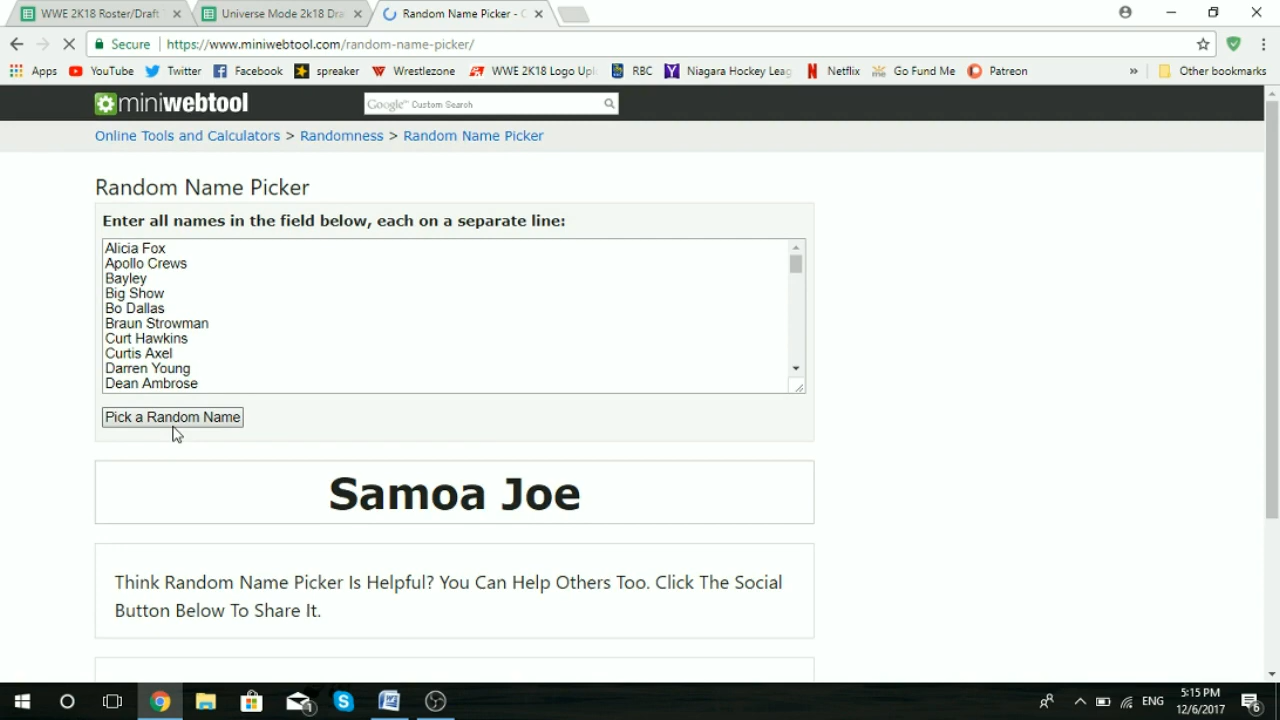 WWE 2K18 Roster/Draft
Universe Mode 2k18 Dra
Random Name Picker - C
Secure
https://www.miniwebtool.com/random-name-picker/
Apps YouTube Twitter Facebook spreaker Wrestlezone WWE 2K18 Logo Upl RBC Niagara Hockey Leag Netflix Go Fund Me Patreon » Other bookmarks
miniwebtool
Google™ Custom Search
Online Tools and Calculators > Randomness > Random Name Picker
Random Name Picker
Enter all names in the field below, each on a separate line:
Alicia Fox
Apollo Crews
Bayley
Big Show
Bo Dallas
Braun Strowman
Curt Hawkins
Curtis Axel
Darren Young
Dean Ambrose
Pick a Random Name
Samoa Joe
Think Random Name Picker Is Helpful? You Can Help Others Too. Click The Social
Button Below To Share It.
ENG
5:15 PM
12/6/2017